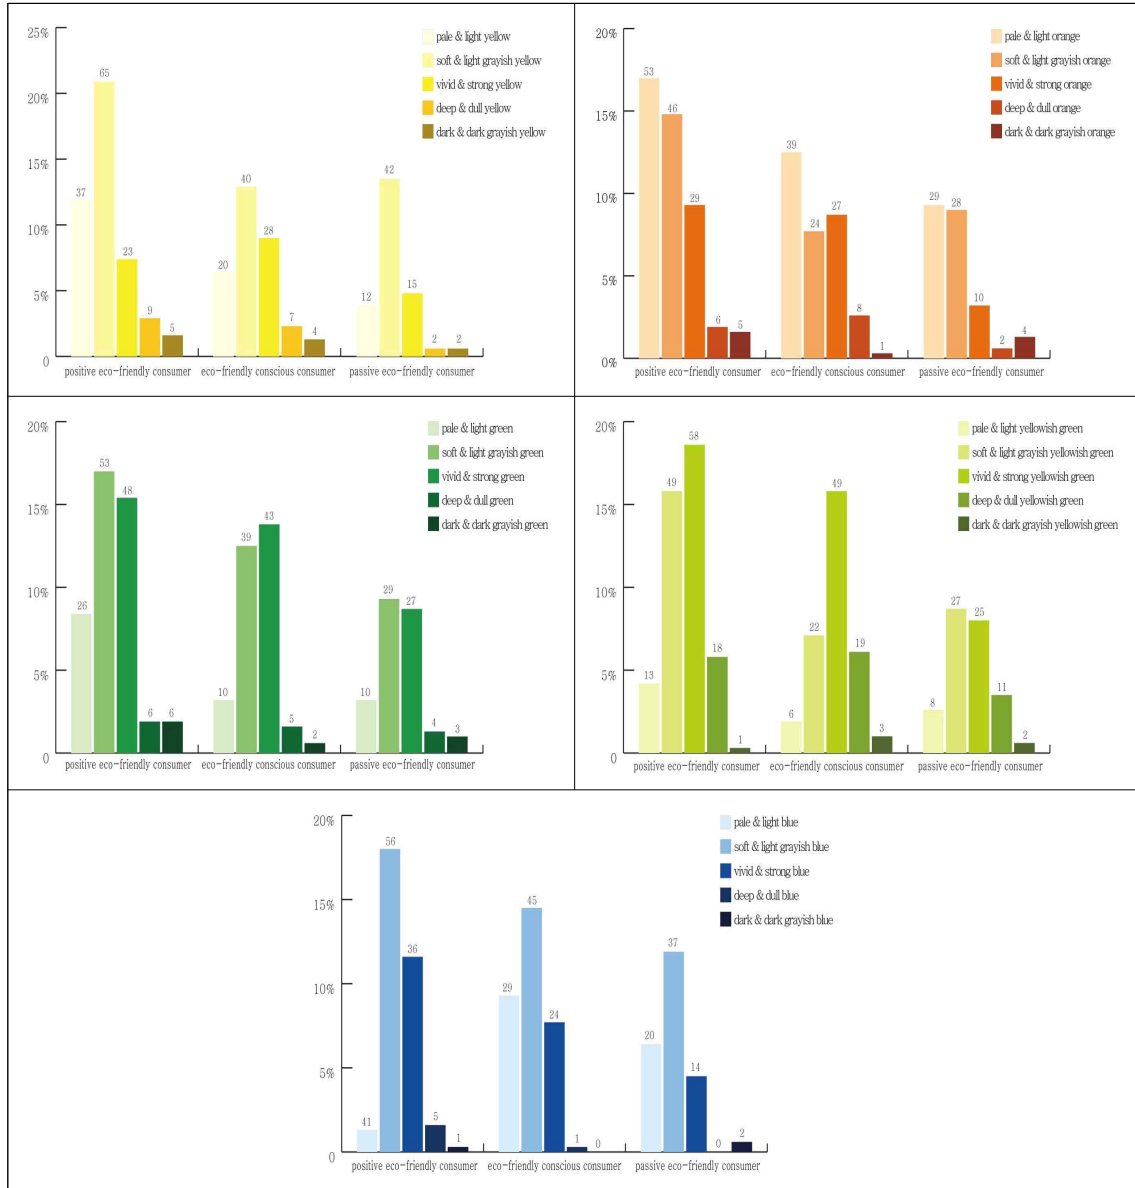 25%
20%
15%
10%
5%
0
37
65
23
9
5
20
40
28
7
4
12
42
15
2
2
positive eco-friendly consumer
eco-friendly conscious consumer
passive eco-friendly consumer
pale & light yellow
soft & light grayish yellow
vivid & strong yellow
deep & dull yellow
dark & dark grayish yellow
20%
15%
10%
5%
0%
53
46
29
6
5
39
24
27
8
1
29
28
10
2
4
positive eco-friendly consumer
eco-friendly conscious consumer
passive eco-friendly consumer
pale & light orange
soft & light grayish orange
vivid & strong orange
deep & dull orange
dark & dark grayish orange
20%
15%
10%
5%
0
26
53
48
6
6
10
39
43
5
2
10
29
27
4
3
positive eco-friendly consumer
eco-friendly conscious consumer
passive eco-friendly consumer
pale & light green
soft & light grayish green
vivid & strong green
deep & dull green
dark & dark grayish green
20%
15%
10%
5%
0
13
49
58
18
1
6
22
49
19
3
8
27
25
11
2
positive eco-friendly consumer
eco-friendly conscious consumer
passive eco-friendly consumer
pale & light yellowish green
soft & light grayish yellowish green
vivid & strong yellowish green
deep & dull yellowish green
dark & dark grayish yellowish green
20%
15%
10%
5%
0
41
56
36
5
1
29
45
24
1
0
20
37
14
0
2
positive eco-friendly consumer
eco-friendly conscious consumer
passive eco-friendly consumer
pale & light blue
soft & light grayish blue
vivid & strong blue
deep & dull blue
dark & dark grayish blue